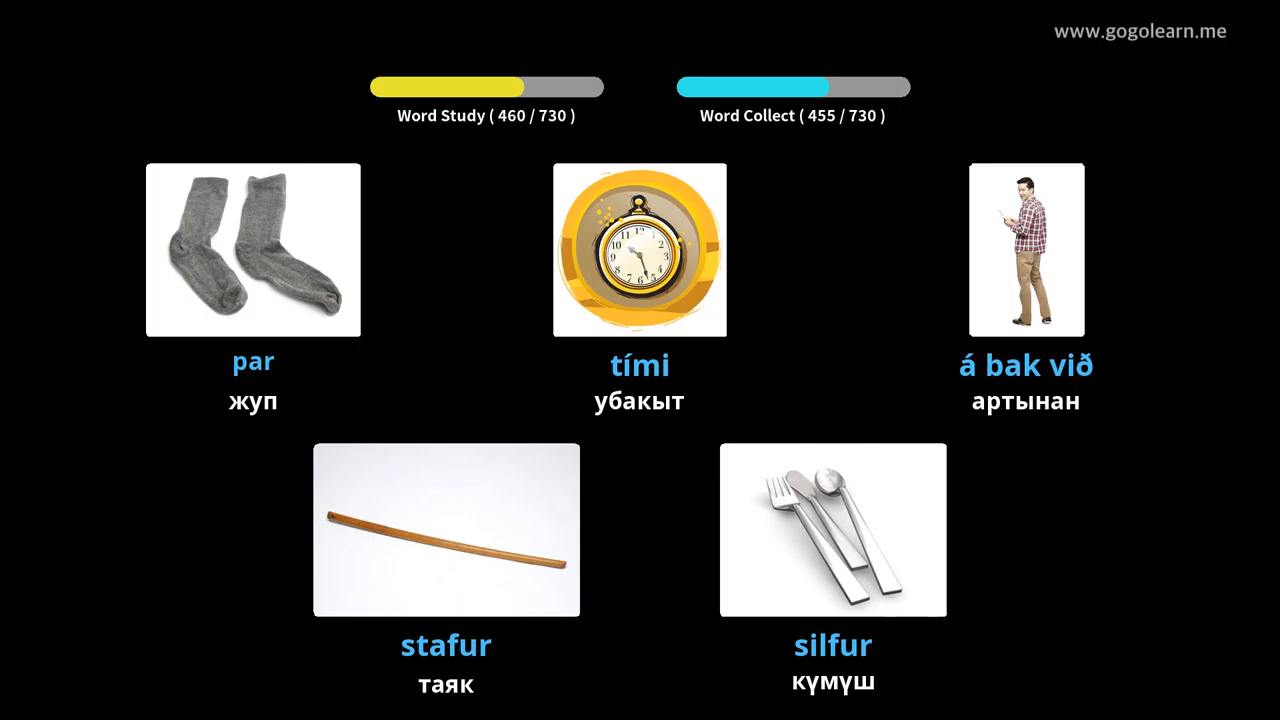 www.gogolearn.me
Word Study ( 460 / 730 )
Word Collect ( 455 / 730 )
par
жуп
tími
убакыт
á bak við
артынан
stafur
таяк
silfur
күмүш